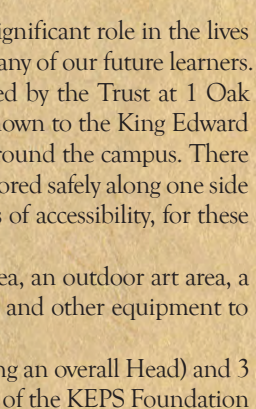 gnificant role in the lives
any of our future learners.
ed by the Trust at 1 Oak
nown to the King Edward
round the campus. There
ored safely along one side
s of accessibility, for these
ea, an outdoor art area, a
and other equipment to
ng an overall Head) and 3
of the KEPS Foundation